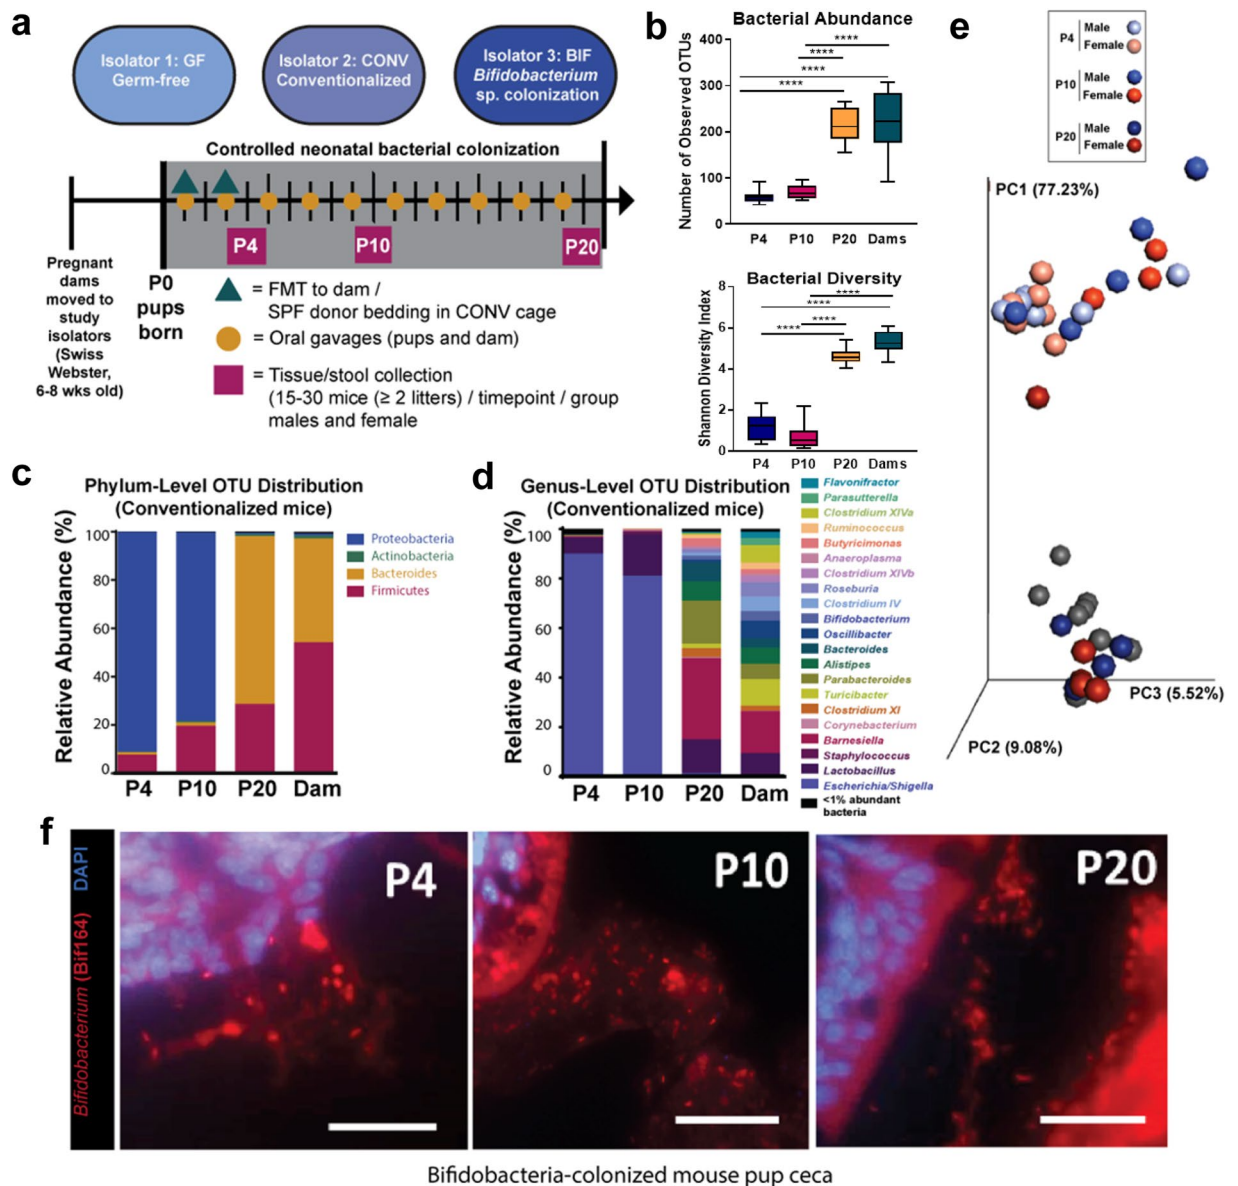 a
Isolator 1: GF
Germ-free
Isolator 2: CONV
Conventionalized
Isolator 3: BIF
Bifidobacterium
sp. colonization
Controlled neonatal bacterial colonization
P4
P10
P20
Pregnant
dams
moved to
study
isolators
(Swiss
Webster,
6-8 wks old)
P0
pups
born
= FMT to dam /
SPF donor bedding in CONV cage
= Oral gavages (pups and dam)
= Tissue/stool collection
(15-30 mice (≥ 2 litters) / timepoint / group
males and female
b
Bacterial Abundance
Number of Observed OTUs
400
300
200
100
0
****
****
****
****
P4 P10 P20 Dams
Bacterial Diversity
Shannon Diversity Index
8
6
4
2
0
****
****
****
****
P4 P10 P20 Dams
c
Phylum-Level OTU Distribution
(Conventionalized mice)
Relative Abundance (%)
100
80
60
40
20
0
P4 P10 P20 Dam
Proteobacteria
Actinobacteria
Bacteroides
Firmicutes
d
Genus-Level OTU Distribution
(Conventionalized mice)
Relative Abundance (%)
100
80
60
40
20
0
P4 P10 P20 Dam
Flavonifractor
Parasutterella
Clostridium XIVa
Ruminococcus
Butyricimonas
Anaeroplasma
Clostridium XIVb
Roseburia
Clostridium IV
Bifidobacterium
Oscillibacter
Bacteroides
Alistipes
Parabacteroides
Turicibacter
Clostridium XI
Corynebacterium
Barnesiella
Staphylococcus
Lactobacillus
Escherichia/Shigella
<1% abundant
bacteria
e
P4 Male
Female
P10 Male
Female
P20 Male
Female
PC1 (77.23%)
PC3 (5.52%)
PC2 (9.08%)
f
Bifidobacterium (Bif164) DAPI
P4
P10
P20
Bifidobacteria-colonized mouse pup ceca